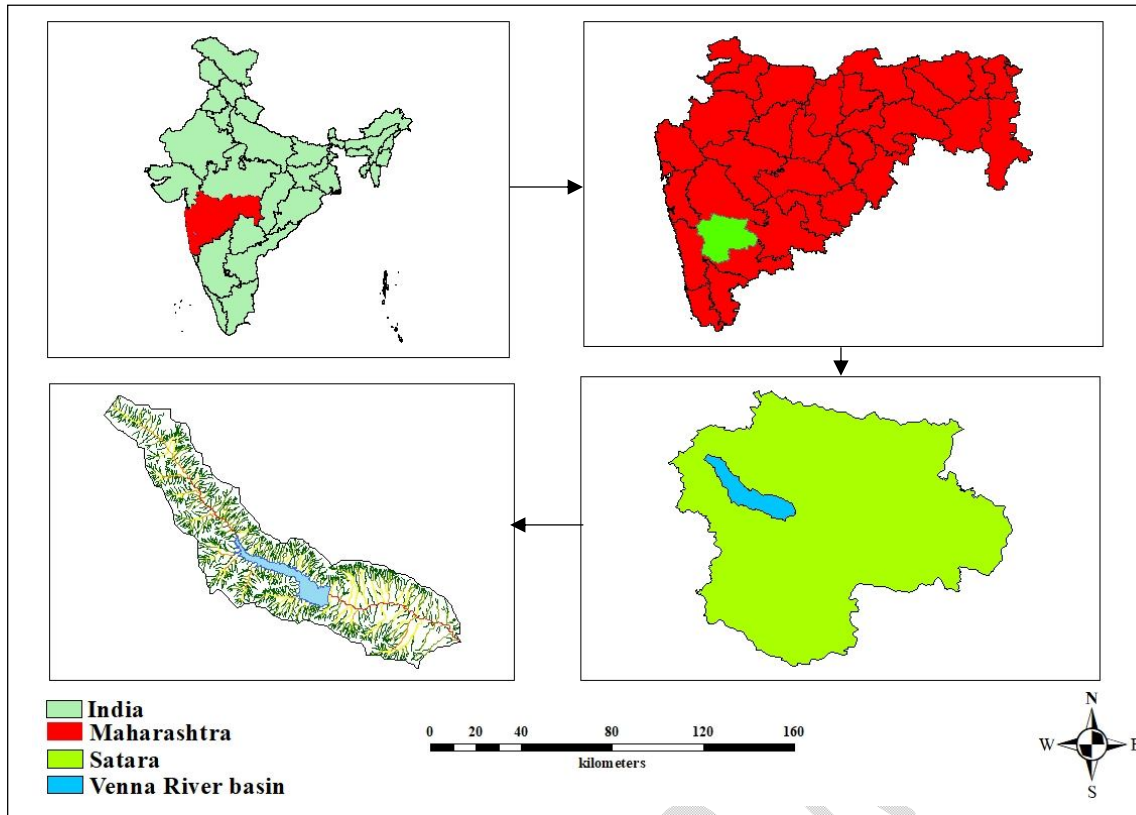 India
Maharashtra
Satara
Venna River basin
0 20 40 80 120 160
kilometers
N
W E
S